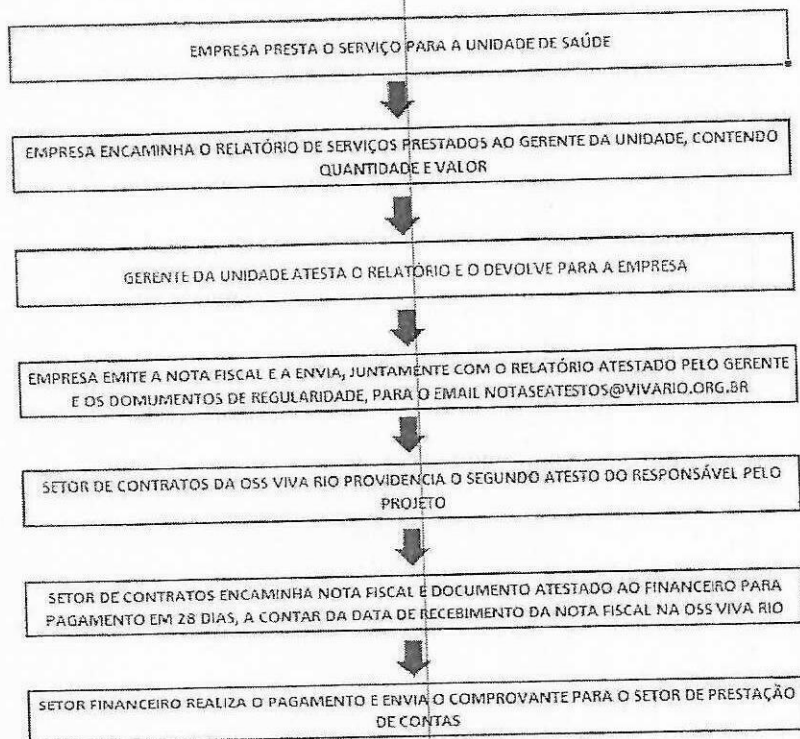 EMPRESA PRESTA O SERVIÇO PARA A UNIDADE DE SAÚDE
EMPRESA ENCAMINHA O RELATÓRIO DE SERVIÇOS PRESTADOS AO GERENTE DA UNIDADE, CONTENDO
QUANTIDADE E VALOR
GERENTE DA UNIDADE ATESTA O RELATÓRIO E O DEVOLVE PARA A EMPRESA
EMPRESA EMITE A NOTA FISCAL E A ENVIA, JUNTAMENTE COM O RELATÓRIO ATESTADO PELO GERENTE
E OS DOMUMENTOS DE REGULARIDADE, PARA O EMAIL NOTASEATESTOS@VIVARIO.ORG.BR
SETOR DE CONTRATOS DA OSS VIVA RIO PROVIDENCIA O SEGUNDO ATESTO DO RESPONSÁVEL PELO
PROJETO
SETOR DE CONTRATOS ENCAMINHA NOTA FISCAL E DOCUMENTO ATESTADO AO FINANCEIRO PARA
PAGAMENTO EM 28 DIAS, A CONTAR DA DATA DE RECEBIMENTO DA NOTA FISCAL NA OSS VIVA RIO
SETOR FINANCEIRO REALIZA O PAGAMENTO E ENVIA O COMPROVANTE PARA O SETOR DE PRESTAÇÃO
DE CONTAS